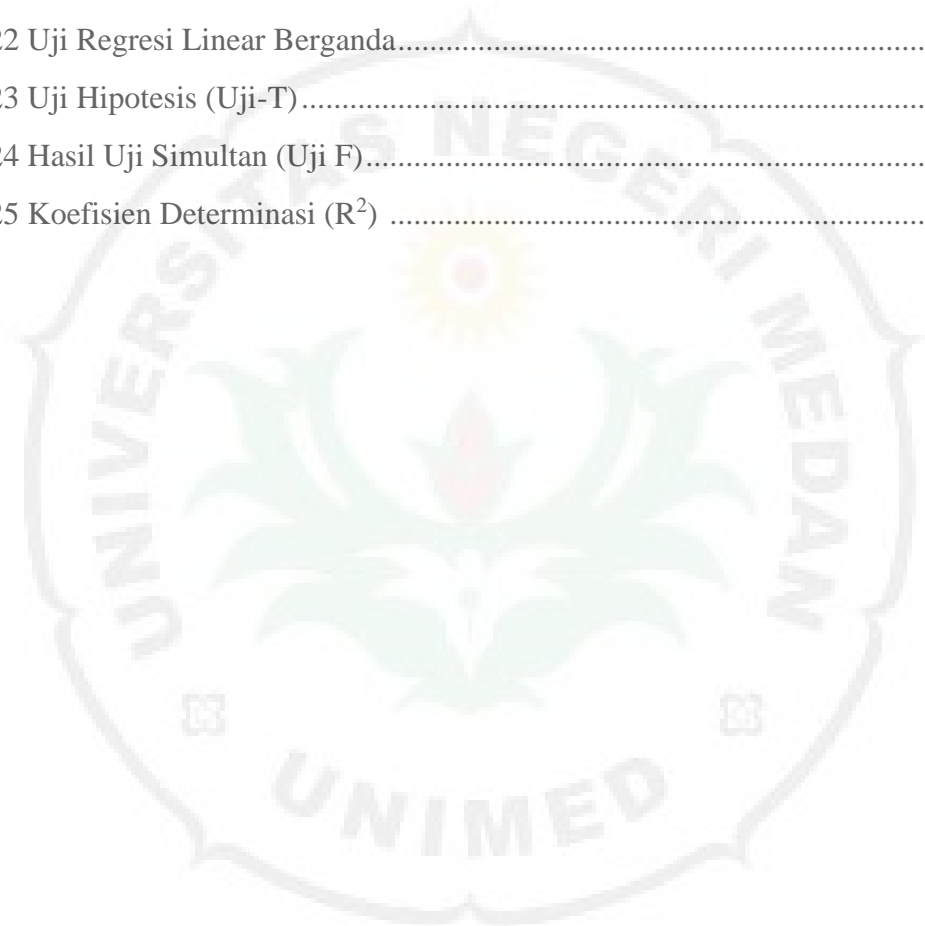 22 Uji Regresi Linear Berganda.................................................................
23 Uji Hipotesis (Uji-T).............................................................................
24 Hasil Uji Simultan (Uji F).....................................................................
25 Koefisien Determinasi (R²) ..................................................................
UNIVERSITAS NEGERI MEDAN
UNIMED